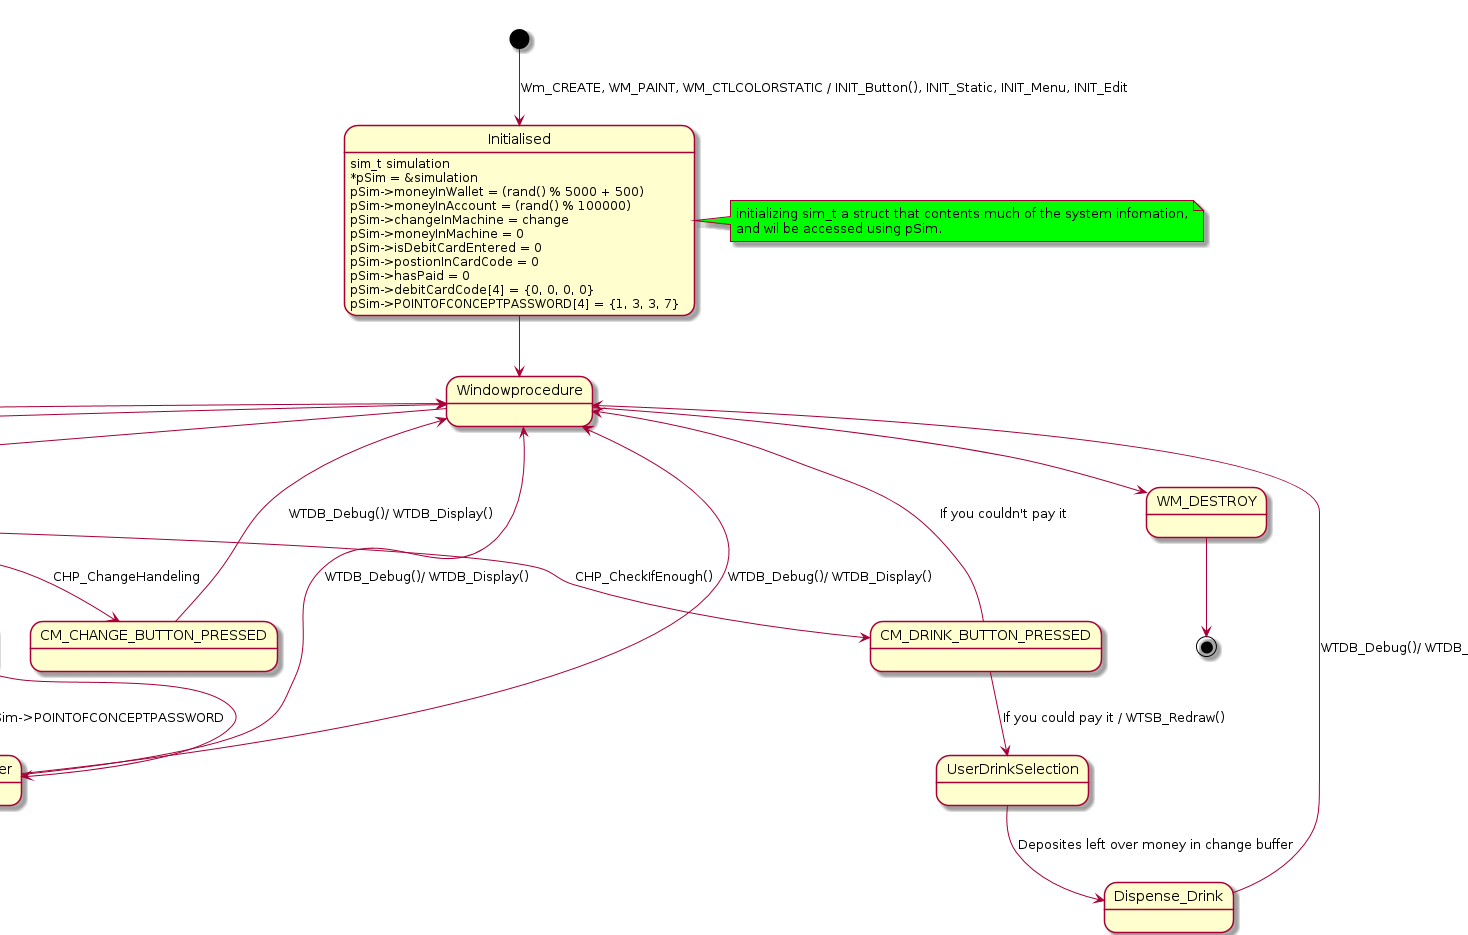 Wm_CREATE, WM_PAINT, WM_CTLCOLORSTATIC / INIT_Button(), INIT_Static, INIT_Menu, INIT_Edit
Initialised
sim_t simulation
*pSim = &simulation
pSim->moneyInWallet = (rand() % 5000 + 500)
pSim->moneyInAccount = (rand() % 100000)
pSim->changeInMachine = change
pSim->moneyInMachine = 0
pSim->isDebitCardEntered = 0
pSim->postionInCardCode = 0
pSim->hasPaid = 0
pSim->debitCardCode[4] = {0, 0, 0, 0}
pSim->POINTOFCONCEPTPASSWORD[4] = {1, 3, 3, 7}
initializing sim_t a struct that contents much of the system infomation,
and wil be accessed using pSim.
Windowprocedure
WM_DESTROY
WTDB_Debug()/ WTDB_Display()
If you couldn't pay it
CHP_ChangeHandeling
WTDB_Debug()/ WTDB_Display()
CHP_CheckIfEnough()
WTDB_Debug()/ WTDB_Display()
CM_CHANGE_BUTTON_PRESSED
CM_DRINK_BUTTON_PRESSED
WTDB_Debug()/ WTDB_
Sim->POINTOFCONCEPTPASSWORD
If you could pay it / WTSB_Redraw()
er
UserDrinkSelection
Deposites left over money in change buffer
Dispense_Drink